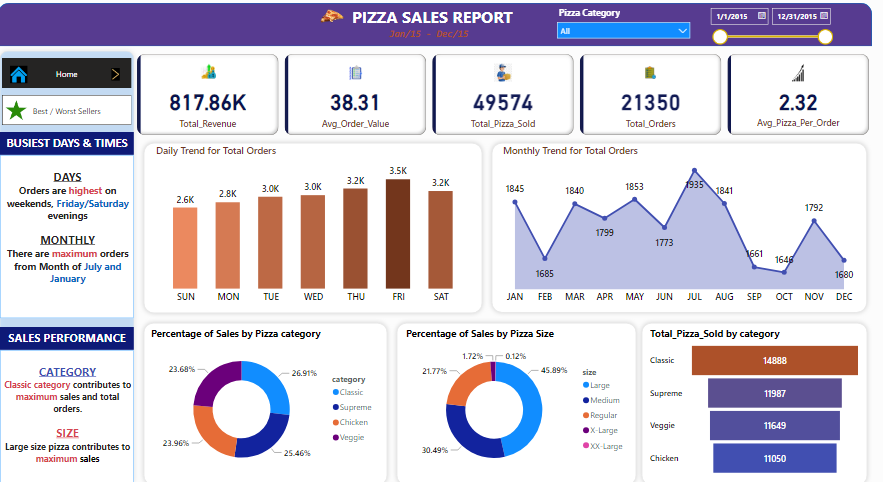 PIZZA SALES REPORT
Jan/15 - Dec/15
Pizza Category
All
1/1/2015
12/31/2015
Home
Best / Worst Sellers
817.86K
Total_Revenue
38.31
Avg_Order_Value
49574
Total_Pizza_Sold
21350
Total_Orders
2.32
Avg_Pizza_Per_Order
BUSIEST DAYS & TIMES
DAYS
Orders are highest on
weekends, Friday/Saturday
evenings
MONTHLY
There are maximum orders
from Month of July and
January
Daily Trend for Total Orders
2.6K
2.8K
3.0K
3.0K
3.2K
3.5K
3.2K
SUN
MON
TUE
WED
THU
FRI
SAT
Monthly Trend for Total Orders
1845
1685
1840
1799
1853
1773
1935
1841
1661
1646
1792
1680
JAN
FEB
MAR
APR
MAY
JUN
JUL
AUG
SEP
OCT
NOV
DEC
SALES PERFORMANCE
CATEGORY
Classic category contributes to
maximum sales and total
orders.
SIZE
Large size pizza contributes to
maximum sales
Percentage of Sales by Pizza category
23.68%
26.91%
23.96%
25.46%
category
Classic
Supreme
Chicken
Veggie
Percentage of Sales by Pizza Size
1.72%
0.12%
21.77%
45.89%
30.49%
size
Large
Medium
Regular
X-Large
XX-Large
Total_Pizza_Sold by category
Classic
14888
Supreme
11987
Veggie
11649
Chicken
11050